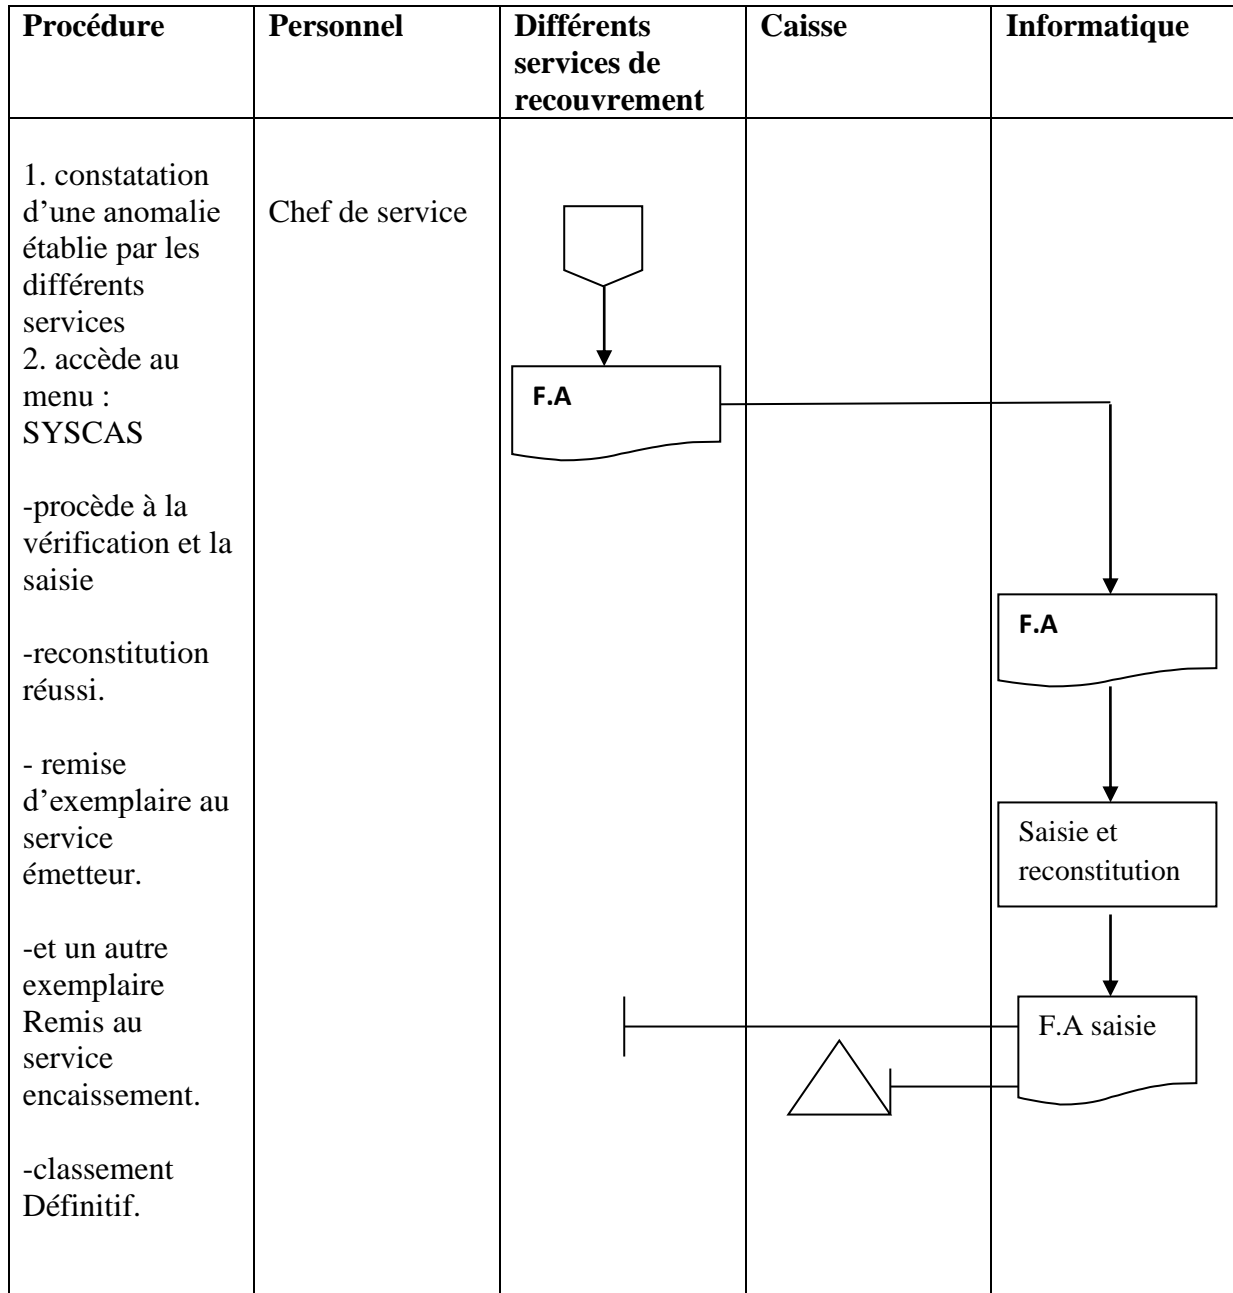 Procédure
Personnel
Différents
services de
recouvrement
Caisse
Informatique
1. constatation
d’une anomalie
établie par les
différents
services
2. accède au
menu :
SYSCAS
-procède à la
vérification et la
saisie
-reconstitution
réussi.
- remise
d’exemplaire au
service
émetteur.
-et un autre
exemplaire
Remis au
service
encaissement.
-classement
Définitif.
Chef de service
F.A
F.A
Saisie et
reconstitution
F.A saisie